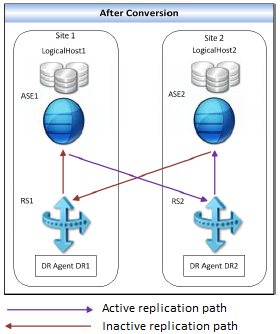 After Conversion
Site 1
LogicalHost1
ASE1
RS1
DR Agent DR1
Site 2
LogicalHost2
ASE2
RS2
DR Agent DR2
Active replication path
Inactive replication path